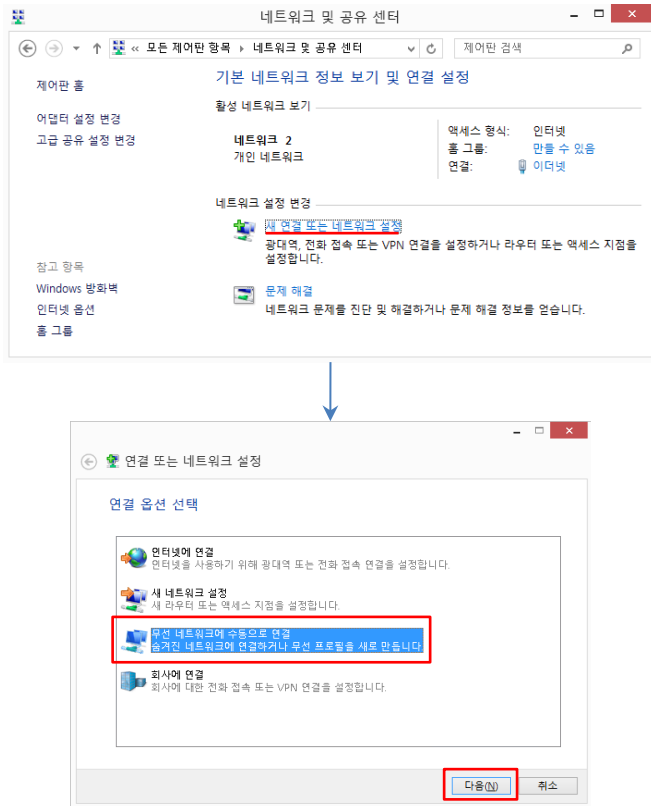 네트워크 및 공유 센터
« 모든 제어판 항목 ▸ 네트워크 및 공유 센터
제어판 검색
제어판 홈
어댑터 설정 변경
고급 공유 설정 변경
참고 항목
Windows 방화벽
인터넷 옵션
홈 그룹
기본 네트워크 정보 보기 및 연결 설정
활성 네트워크 보기
네트워크 2
개인 네트워크
액세스 형식: 인터넷
홈 그룹: 만들 수 있음
연결: 이더넷
네트워크 설정 변경
새 연결 또는 네트워크 설정
광대역, 전화 접속 또는 VPN 연결을 설정하거나 라우터 또는 액세스 지점을
설정합니다.
문제 해결
네트워크 문제를 진단 및 해결하거나 문제 해결 정보를 얻습니다.
연결 또는 네트워크 설정
연결 옵션 선택
인터넷에 연결
인터넷을 사용하기 위해 광대역 또는 전화 접속 연결을 설정합니다.
새 네트워크 설정
새 라우터 또는 액세스 지점을 설정합니다.
무선 네트워크에 수동으로 연결
숨겨진 네트워크에 연결하거나 무선 프로필을 새로 만듭니다.
회사에 연결
회사에 대한 전화 접속 또는 VPN 연결을 설정합니다.
다음(N)
취소